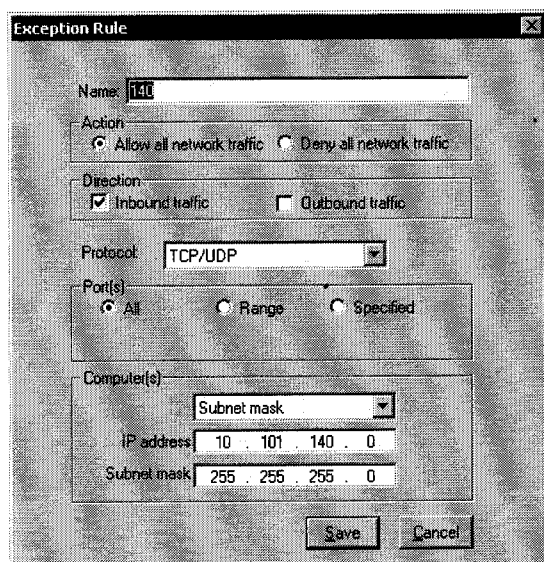 Exception Rule
Name: 140
Action
Allow all network traffic Deny all network traffic
Direction
Inbound traffic Outbound traffic
Protocol: TCP/UDP
Port(s)
All Range Specified
Computer(s)
Subnet mask
IP address 10 . 101 . 140 . 0
Subnet mask 255 . 255 . 255 . 0
Save Cancel